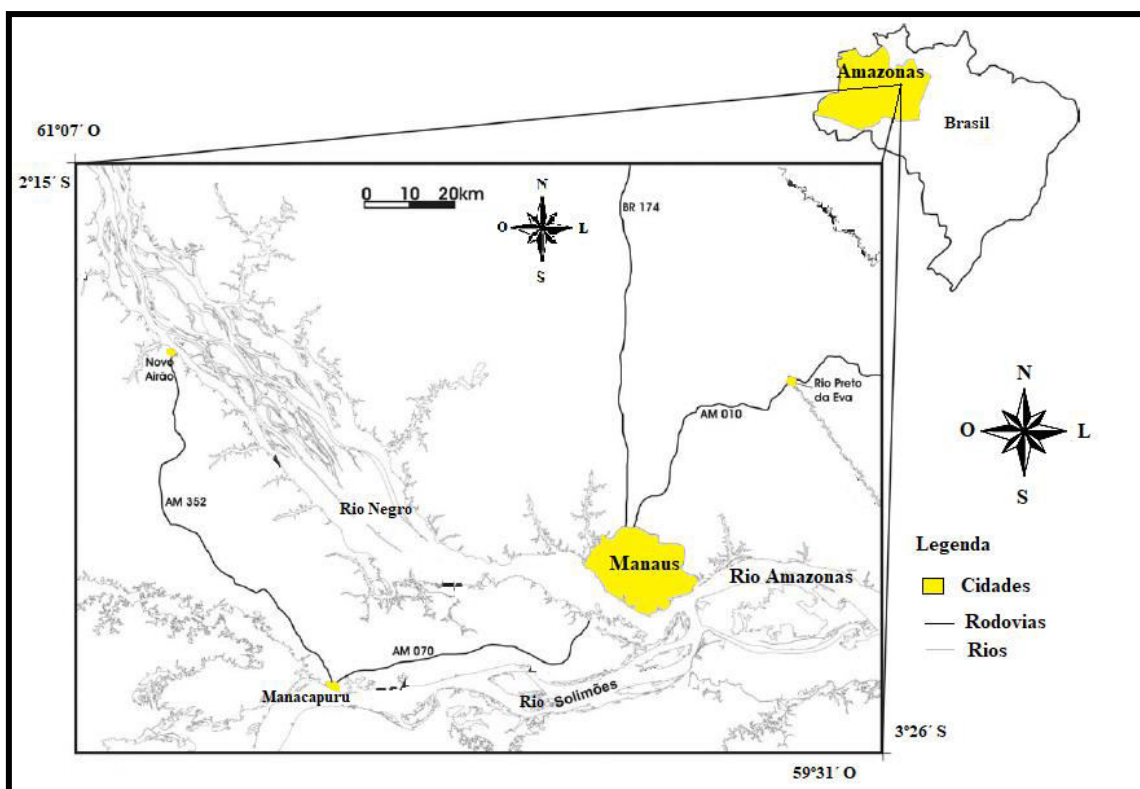 Amazonas
Brasil
61°07´ O
2°15´ S
0 10 20km
N
O L
S
BR 174
Novo
Airão
Rio Preto
da Eva
AM 010
N
O L
S
AM 352
Rio Negro
Manaus
Rio Amazonas
Legenda
Cidades
Rodovias
Rios
AM 070
Manacapuru
Rio Solimões
3°26´ S
59°31´ O